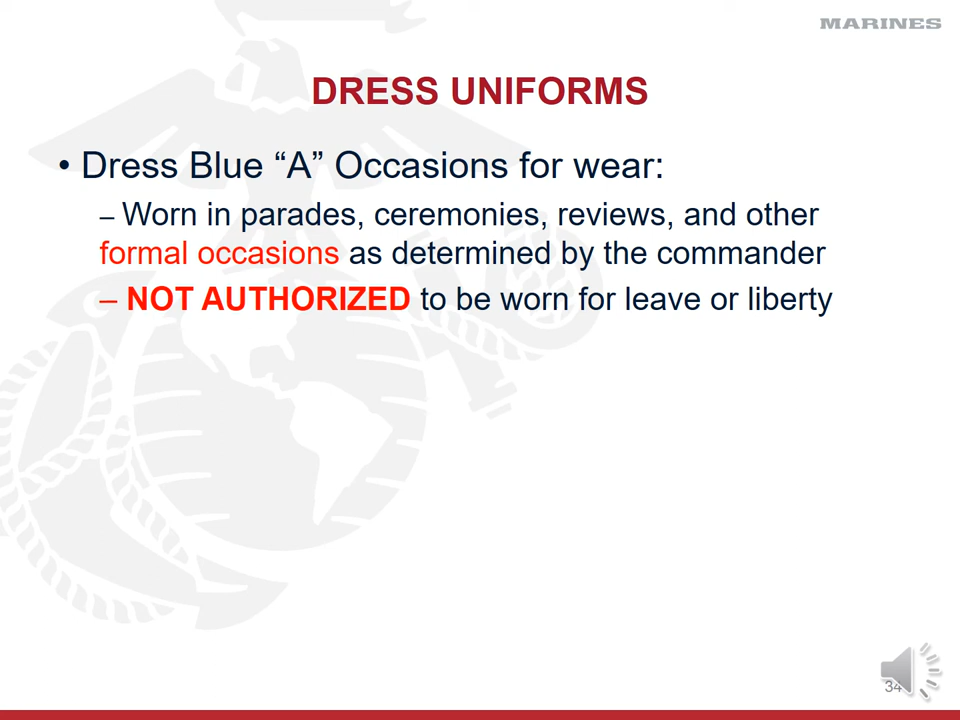 MARINES
DRESS UNIFORMS
• Dress Blue “A” Occasions for wear:
– Worn in parades, ceremonies, reviews, and other
formal occasions as determined by the commander
– NOT AUTHORIZED to be worn for leave or liberty
34